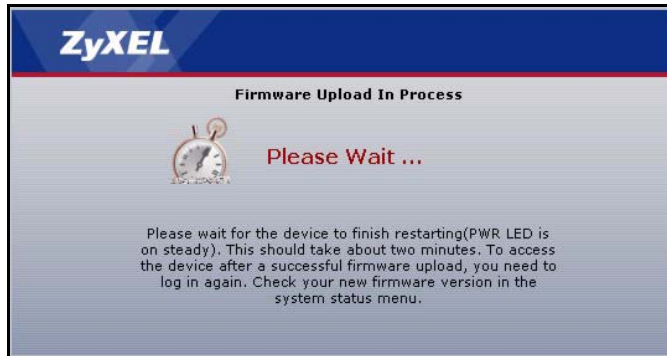 ZyXEL
Firmware Upload In Process
Please Wait ...
Please wait for the device to finish restarting(PWR LED is
on steady). This should take about two minutes. To access
the device after a successful firmware upload, you need to
log in again. Check your new firmware version in the
system status menu.